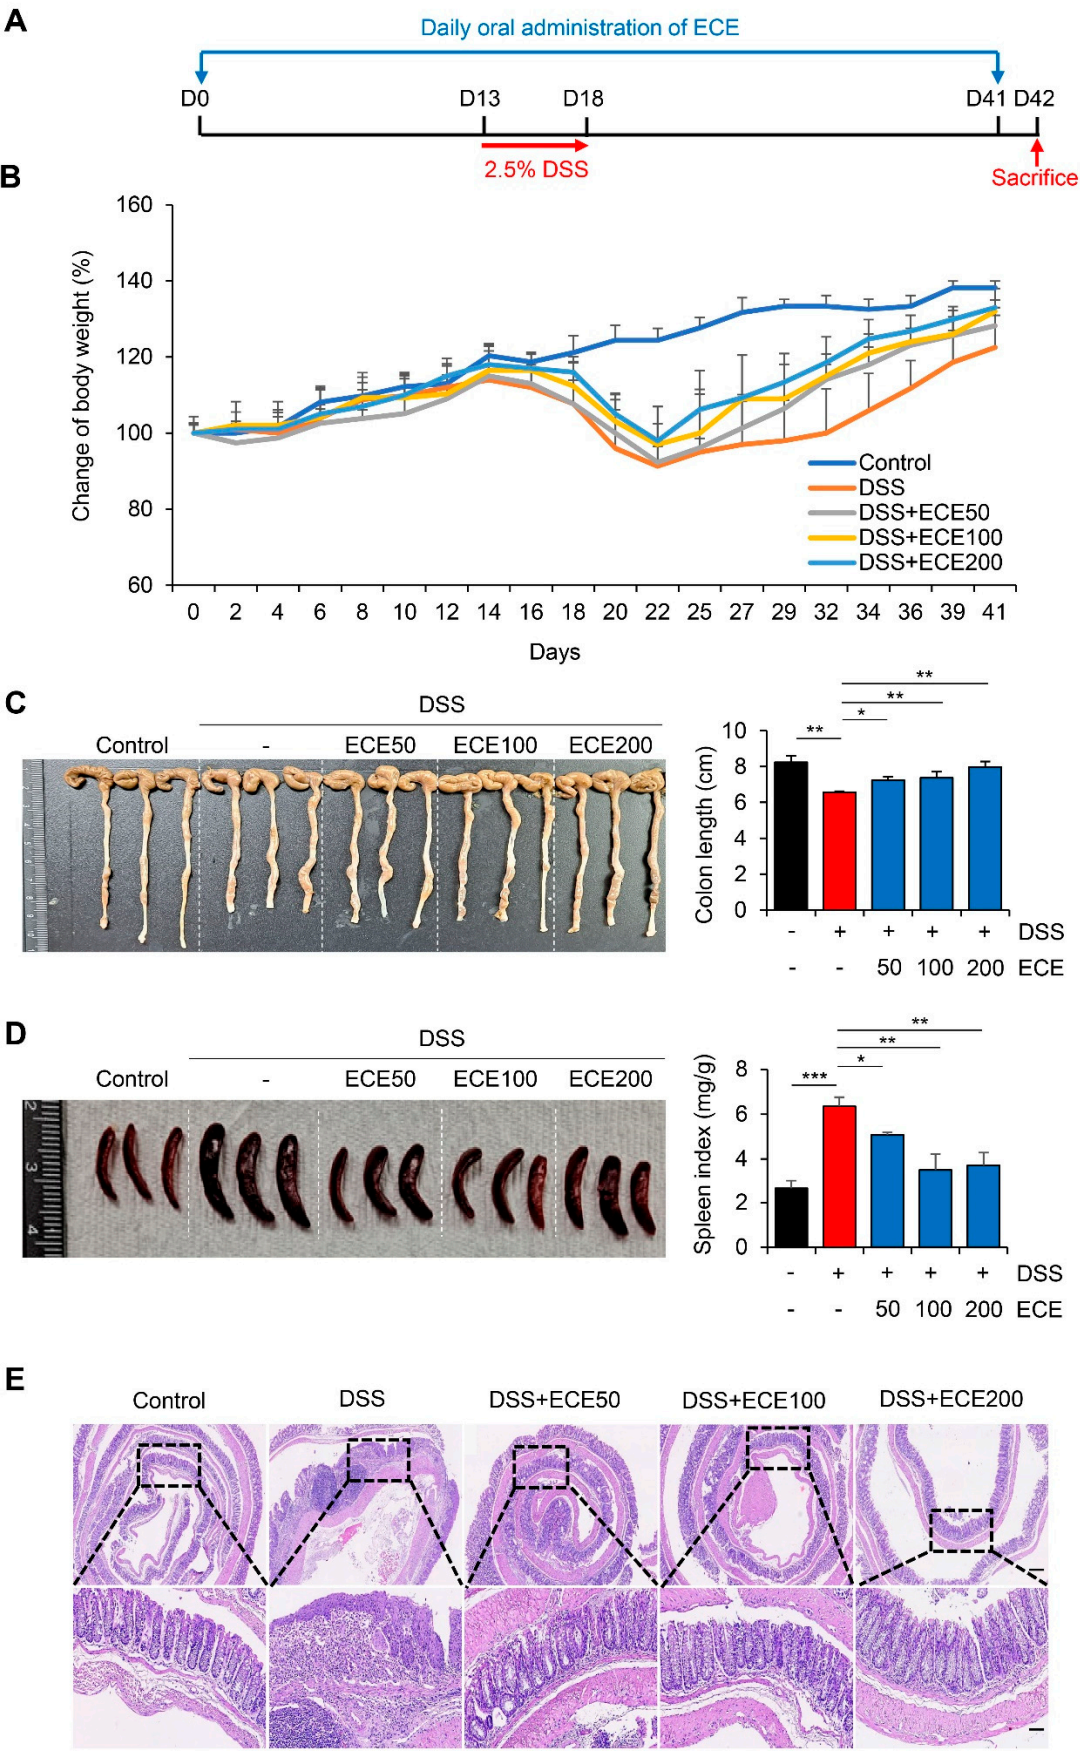 A
Daily oral administration of ECE
D0 D13 D18 D41 D42
2.5% DSS
Sacrifice
B
Change of body weight (%)
160
140
120
100
80
60
Control
DSS
DSS+ECE50
DSS+ECE100
DSS+ECE200
0 2 4 6 8 10 12 14 16 18 20 22 25 27 29 32 34 36 39 41
Days
C
DSS
Control - ECE50 ECE100 ECE200
Colon length (cm)
10
8
6
4
2
0
**
**
*
**
- + + + + DSS
- - 50 100 200 ECE
D
DSS
Control - ECE50 ECE100 ECE200
2
3
4
Spleen index (mg/g)
8
6
4
2
0
**
**
*
***
- + + + + DSS
- - 50 100 200 ECE
E
Control DSS DSS+ECE50 DSS+ECE100 DSS+ECE200